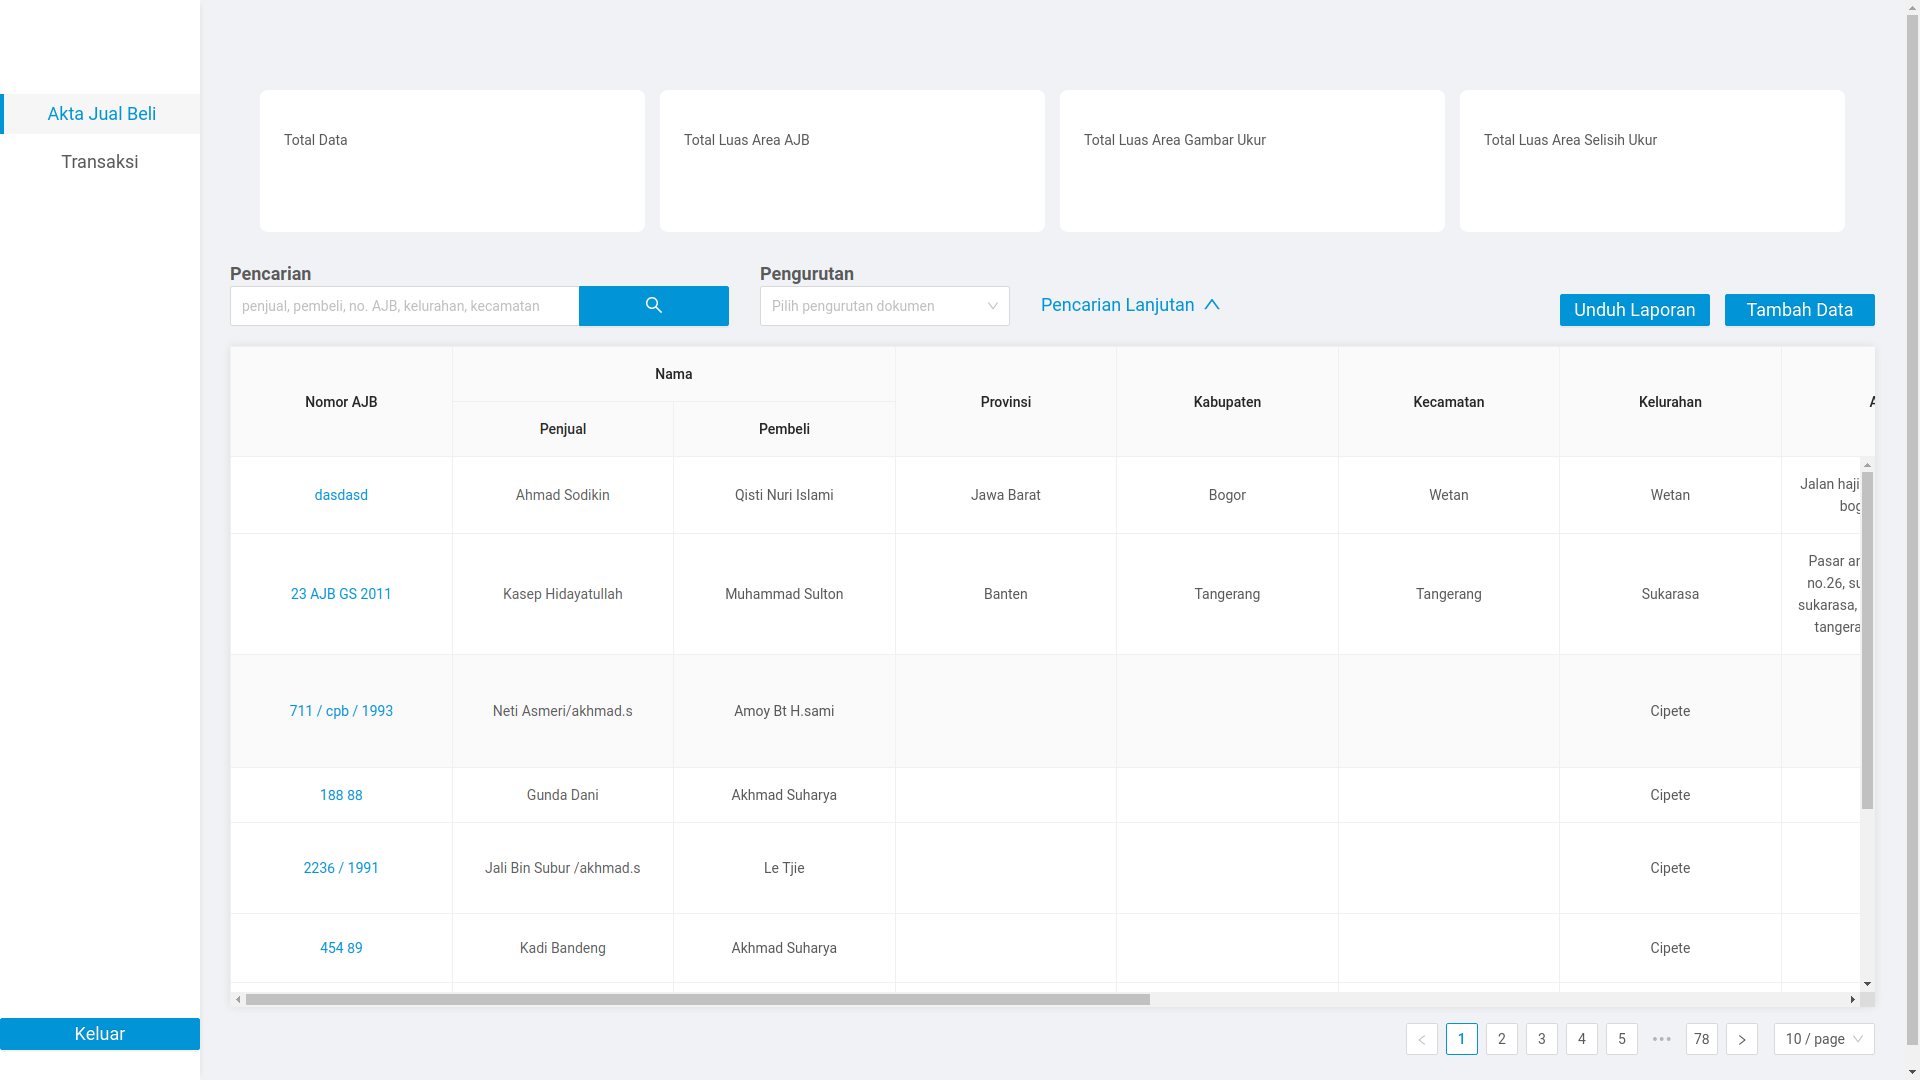 Akta Jual Beli
Transaksi
Keluar
Total Data
Total Luas Area AJB
Total Luas Area Gambar Ukur
Total Luas Area Selisih Ukur
Pencarian
penjual, pembeli, no. AJB, kelurahan, kecamatan
Pengurutan
Pilih pengurutan dokumen
Pencarian Lanjutan
Unduh Laporan
Tambah Data
Nomor AJB
Nama
Penjual
Pembeli
Provinsi
Kabupaten
Kecamatan
Kelurahan
dasdasd
Ahmad Sodikin
Qisti Nuri Islami
Jawa Barat
Bogor
Wetan
Wetan
Jalan haji
23 AJB GS 2011
Kasep Hidayatullah
Muhammad Sulton
Banten
Tangerang
Tangerang
Sukarasa
Pasar
no.26,
sukarasa,
711 / cpb / 1993
Neti Asmeri/akhmad.s
Amoy Bt H.sami
Cipete
188 88
Gunda Dani
Akhmad Suharya
Cipete
2236 / 1991
Jali Bin Subur /akhmad.s
Le Tjie
Cipete
454 89
Kadi Bandeng
Akhmad Suharya
Cipete
1
2
3
4
5
•••
78
10 / page